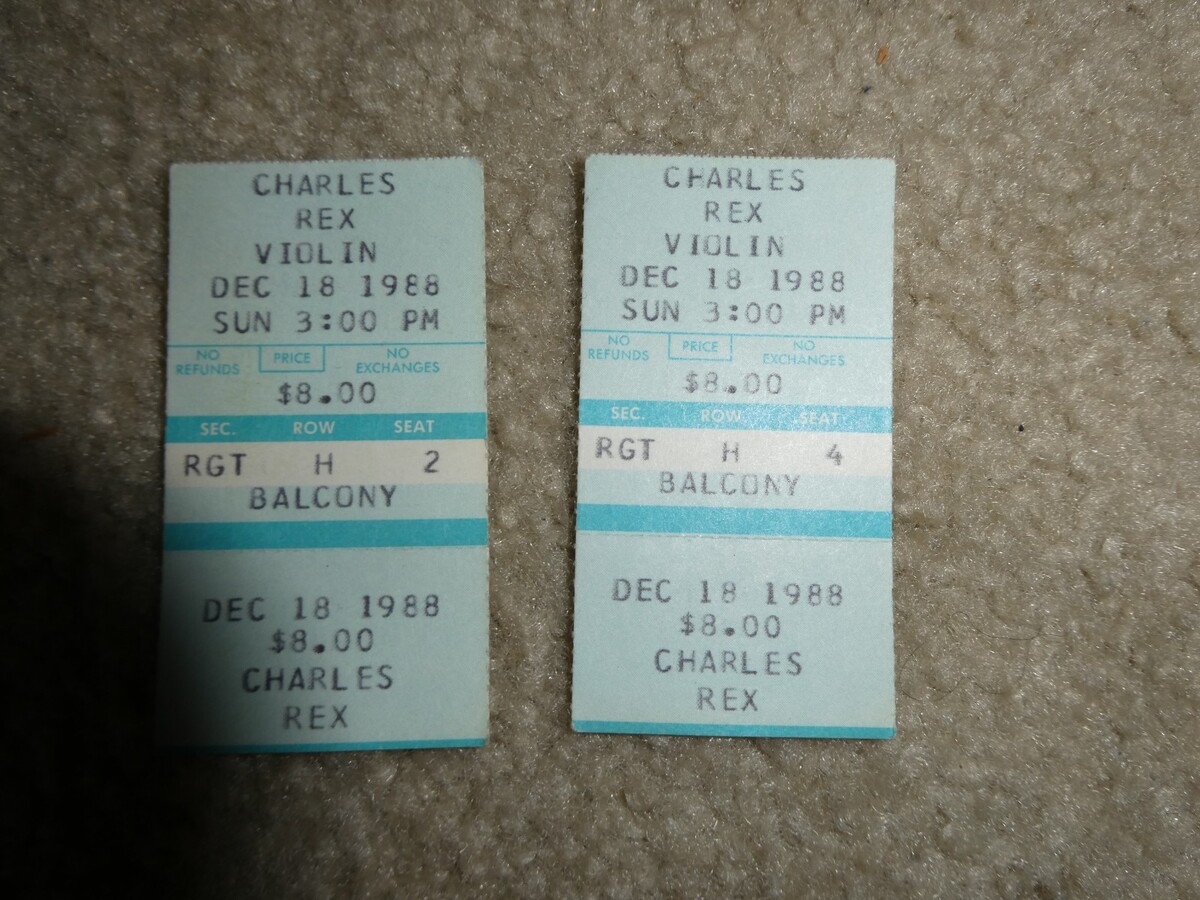 CHARLES
REX
VIOLIN
DEC 18 1988
SUN 3:00 PM
NO REFUNDS PRICE NO EXCHANGES
$8.00
SEC. ROW SEAT
RGT H 2
BALCONY
DEC 18 1988
$8.00
CHARLES
REX
CHARLES
REX
VIOLIN
DEC 18 1988
SUN 3:00 PM
NO REFUNDS PRICE NO EXCHANGES
$8.00
SEC. ROW SEAT
RGT H 4
BALCONY
DEC 18 1988
$8.00
CHARLES
REX